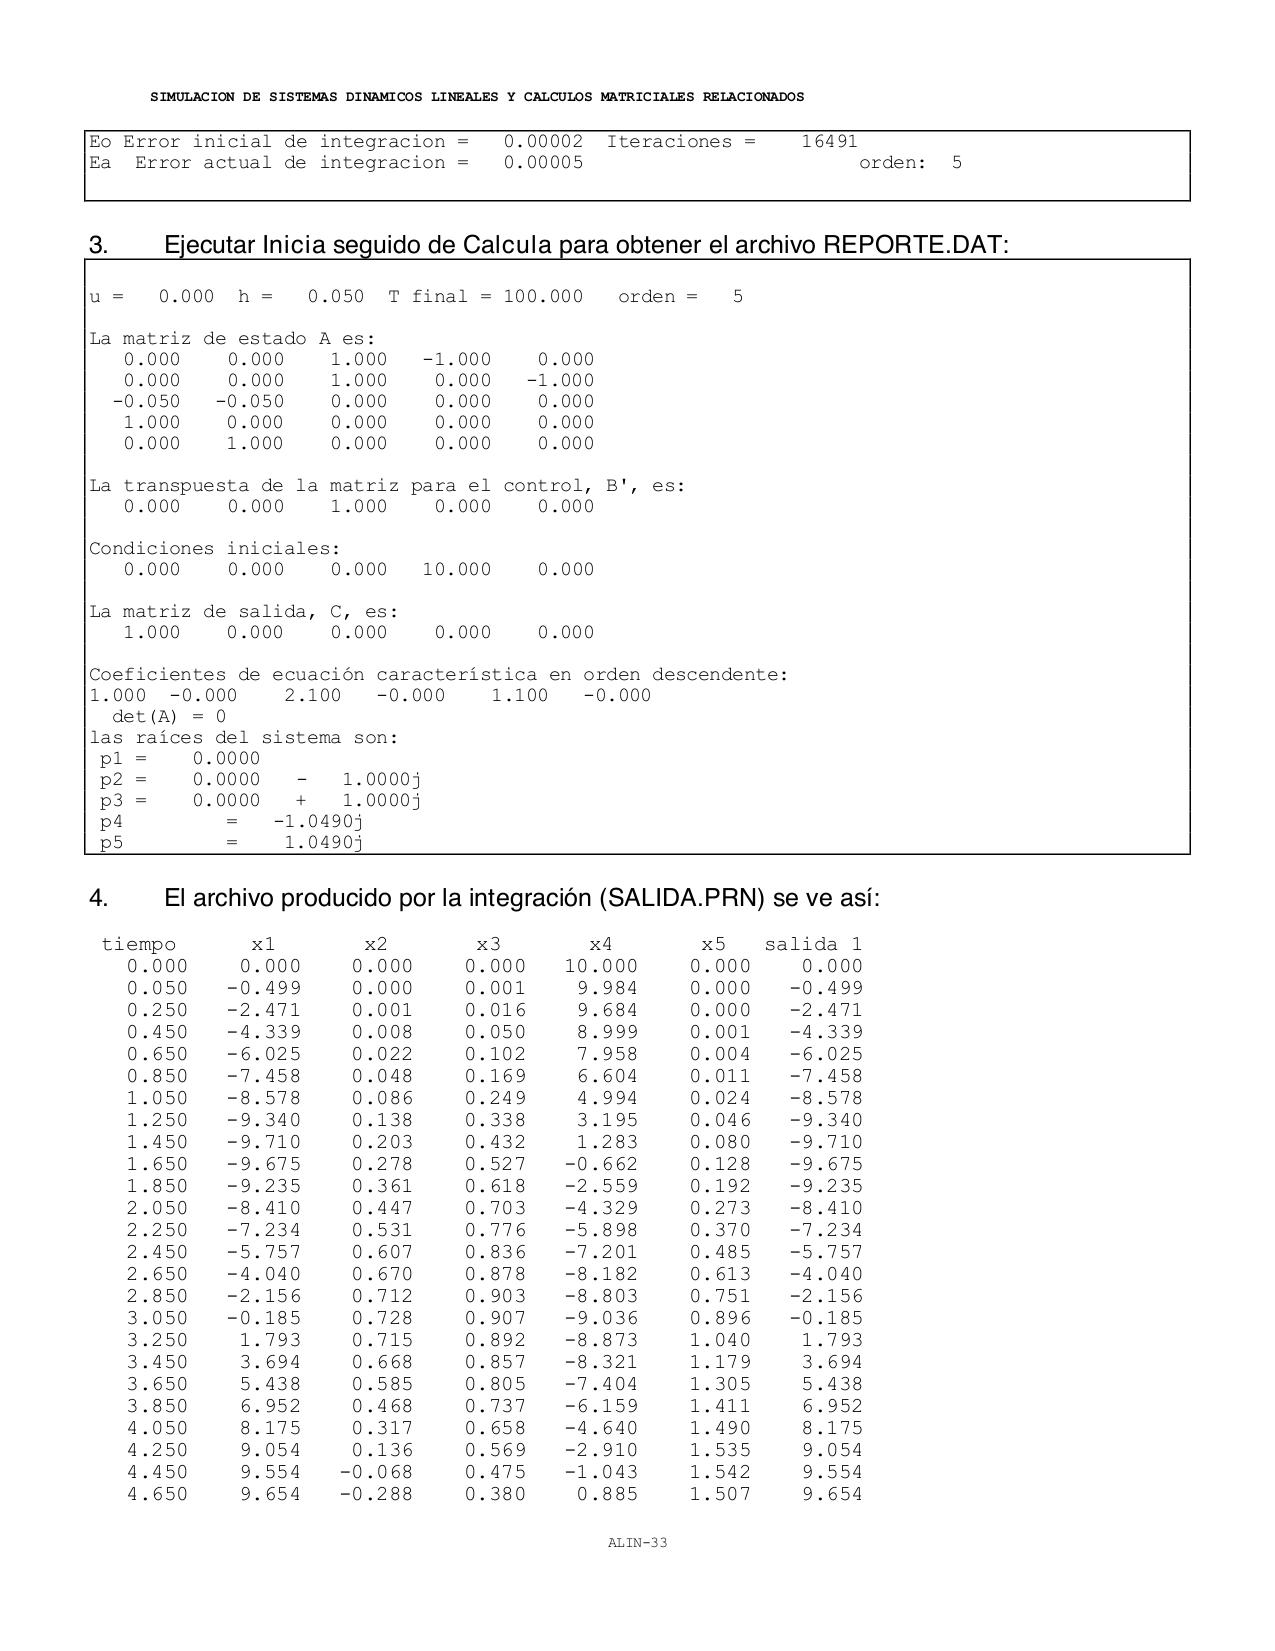 SIMULACION DE SISTEMAS DINAMICOS LINEALES Y CALCULOS MATRICIALES RELACIONADOS
Eo Error inicial de integracion =   0.00002  Iteraciones =    16491
Ea  Error actual de integracion =   0.00005                        orden:  5
3.    Ejecutar Inicia seguido de Calcula para obtener el archivo REPORTE.DAT:
u =   0.000  h =   0.050  T final = 100.000   orden =   5
La matriz de estado A es:
0.000    0.000    1.000   -1.000    0.000
0.000    0.000    1.000    0.000   -1.000
-0.050   -0.050    0.000    0.000    0.000
1.000    0.000    0.000    0.000    0.000
0.000    1.000    0.000    0.000    0.000
La transpuesta de la matriz para el control, B', es:
0.000    0.000    1.000    0.000    0.000
Condiciones iniciales:
0.000    0.000    0.000   10.000    0.000
La matriz de salida, C, es:
1.000    0.000    0.000    0.000    0.000
Coeficientes de ecuación característica en orden descendente:
1.000  -0.000    2.100   -0.000    1.100   -0.000
det(A) = 0
las raíces del sistema son:
p1 =    0.0000
p2 =    0.0000   -   1.0000j
p3 =    0.0000   +   1.0000j
p4         =   -1.0490j
p5         =    1.0490j
4.    El archivo producido por la integración (SALIDA.PRN) se ve así:
tiempo      x1       x2       x3       x4       x5   salida 1
0.000    0.000    0.000    0.000   10.000    0.000    0.000
0.050   -0.499    0.000    0.001    9.984    0.000   -0.499
0.250   -2.471    0.001    0.016    9.684    0.000   -2.471
0.450   -4.339    0.008    0.050    8.999    0.001   -4.339
0.650   -6.025    0.022    0.102    7.958    0.004   -6.025
0.850   -7.458    0.048    0.169    6.604    0.011   -7.458
1.050   -8.578    0.086    0.249    4.994    0.024   -8.578
1.250   -9.340    0.138    0.338    3.195    0.046   -9.340
1.450   -9.710    0.203    0.432    1.283    0.080   -9.710
1.650   -9.675    0.278    0.527   -0.662    0.128   -9.675
1.850   -9.235    0.361    0.618   -2.559    0.192   -9.235
2.050   -8.410    0.447    0.703   -4.329    0.273   -8.410
2.250   -7.234    0.531    0.776   -5.898    0.370   -7.234
2.450   -5.757    0.607    0.836   -7.201    0.485   -5.757
2.650   -4.040    0.670    0.878   -8.182    0.613   -4.040
2.850   -2.156    0.712    0.903   -8.803    0.751   -2.156
3.050   -0.185    0.728    0.907   -9.036    0.896   -0.185
3.250    1.793    0.715    0.892   -8.873    1.040    1.793
3.450    3.694    0.668    0.857   -8.321    1.179    3.694
3.650    5.438    0.585    0.805   -7.404    1.305    5.438
3.850    6.952    0.468    0.737   -6.159    1.411    6.952
4.050    8.175    0.317    0.658   -4.640    1.490    8.175
4.250    9.054    0.136    0.569   -2.910    1.535    9.054
4.450    9.554   -0.068    0.475   -1.043    1.542    9.554
4.650    9.654   -0.288    0.380    0.885    1.507    9.654
ALIN-33